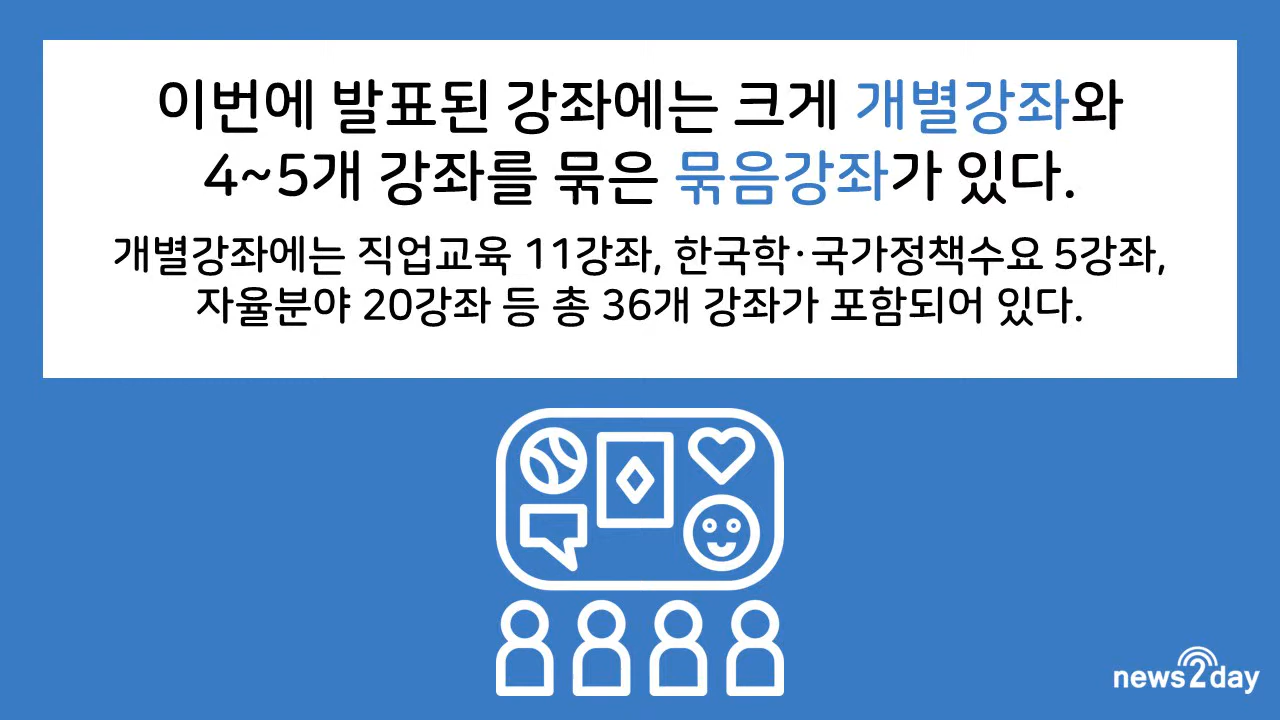 이번에 발표된 강좌에는 크게 개별강좌와
4~5개 강좌를 묶은 묶음강좌가 있다.
개별강좌에는 직업교육 11강좌, 한국학·국가정책수요 5강좌,
자율분야 20강좌 등 총 36개 강좌가 포함되어 있다.
news2day